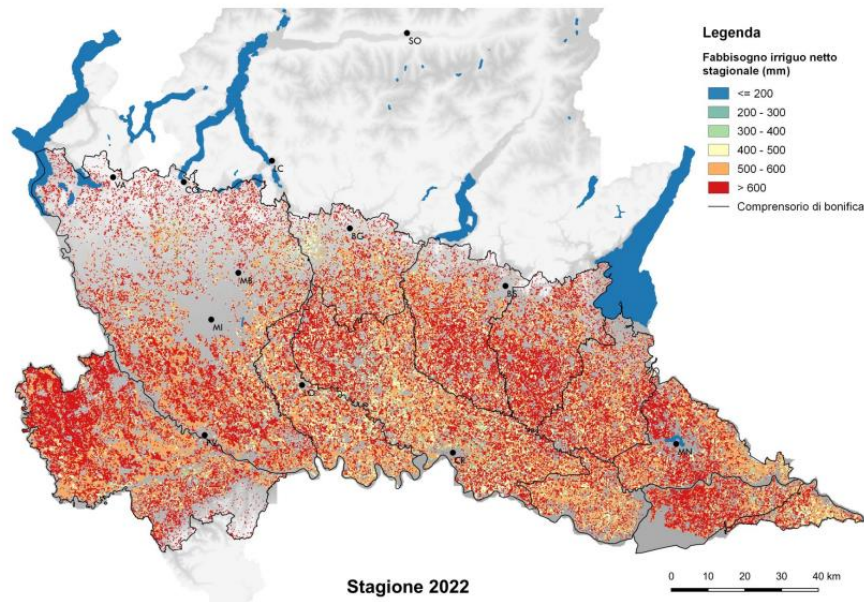 SO
Legenda
Fabbisogno irriguo netto
stagionale (mm)
<= 200
200 - 300
300 - 400
400 - 500
500 - 600
> 600
Comprensorio di bonifica
LC
VA
CO
BG
MB
BS
MI
PV
CR
MN
Stagione 2022
0 10 20 30 40 km